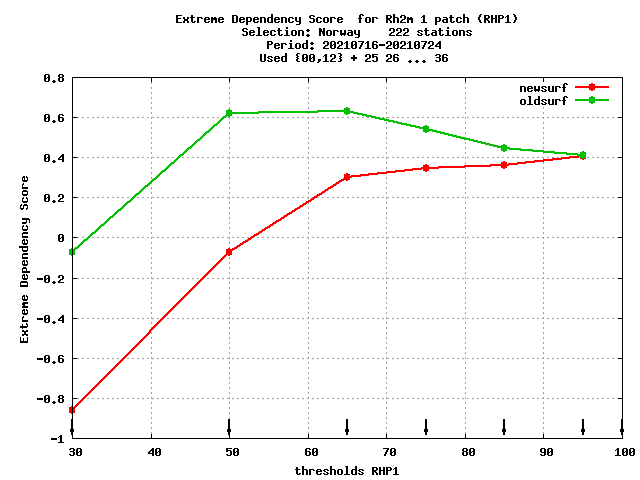 Extreme Dependency Score  for Rh2m 1 patch (RHP1)
Selection: Norway    222 stations
Period: 20210716-20210724
Used {00,12} + 25 26 ... 36
newsurf
oldsurf
0.8
0.6
0.4
0.2
0
-0.2
-0.4
-0.6
-0.8
-1
Extreme Dependency Score
30 40 50 60 70 80 90 100
thresholds RHP1